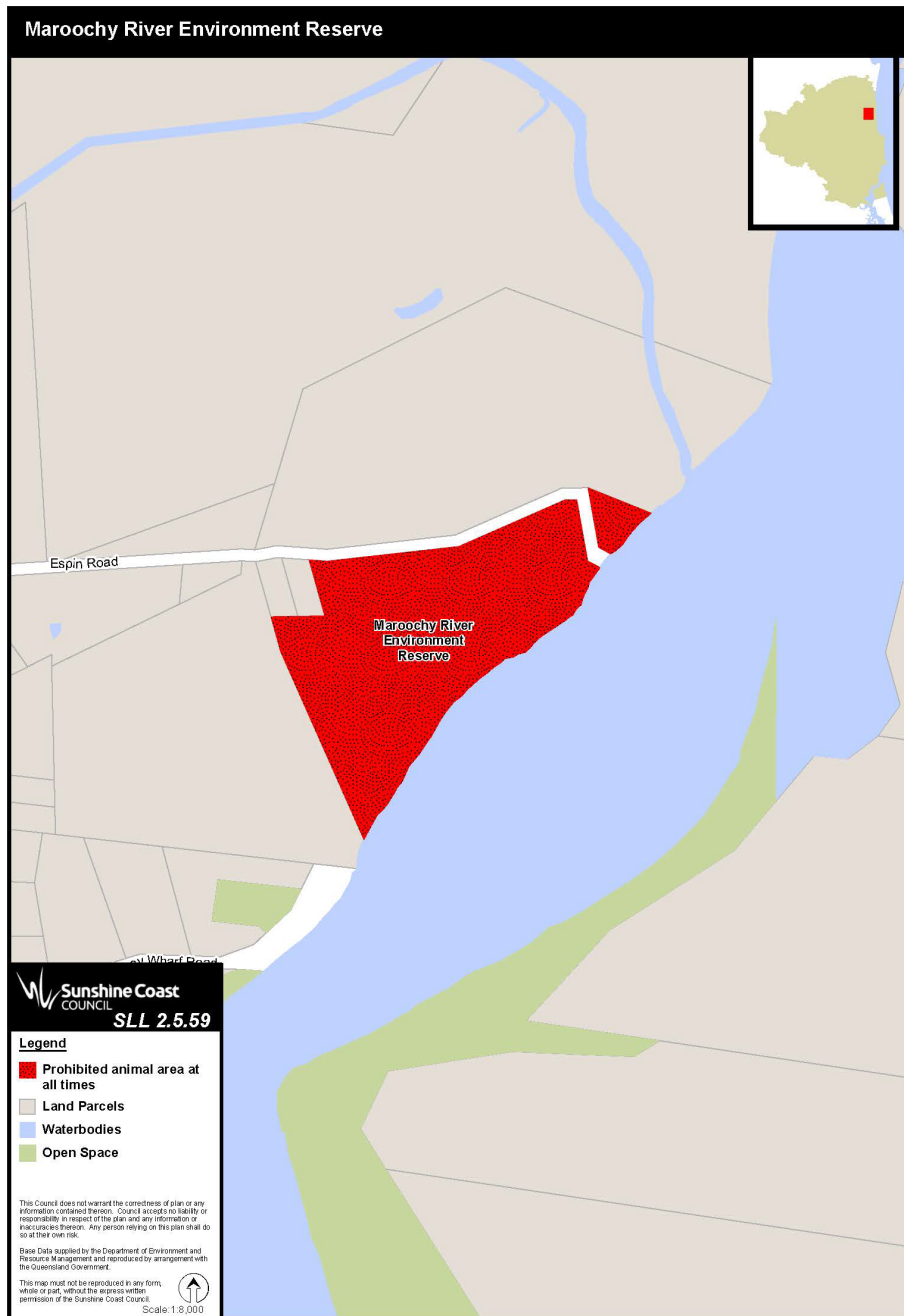 Maroochy River Environment Reserve
Espin Road
Maroochy River
Environment
Reserve
Wharf Road
Sunshine Coast
COUNCIL
SLL 2.5.59
Legend
Prohibited animal area at
all times
Land Parcels
Waterbodies
Open Space
This Council does not warrant the correctness of plan or any
information contained thereon. Council accepts no liability or
responsibility in respect of the plan and any information or
inaccuracies thereon. Any person relying on this plan shall do
so at their own risk.
Base Data supplied by the Department of Environment and
Resource Management and reproduced by arrangement with
the Queensland Government.
This map must not be reproduced in any form,
whole or part, without the express written
permission of the Sunshine Coast Council.
Scale:1:8,000